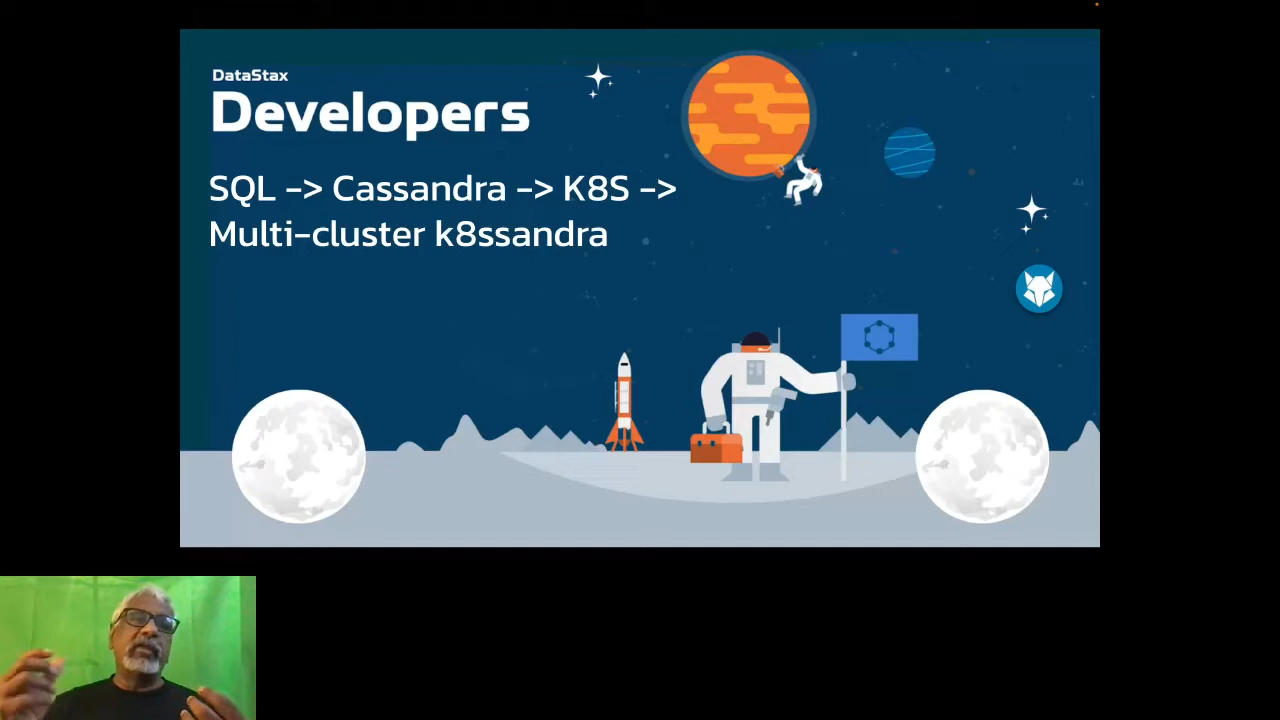 DataStax
Developers
SQL -> Cassandra -> K8S ->
Multi-cluster k8ssandra